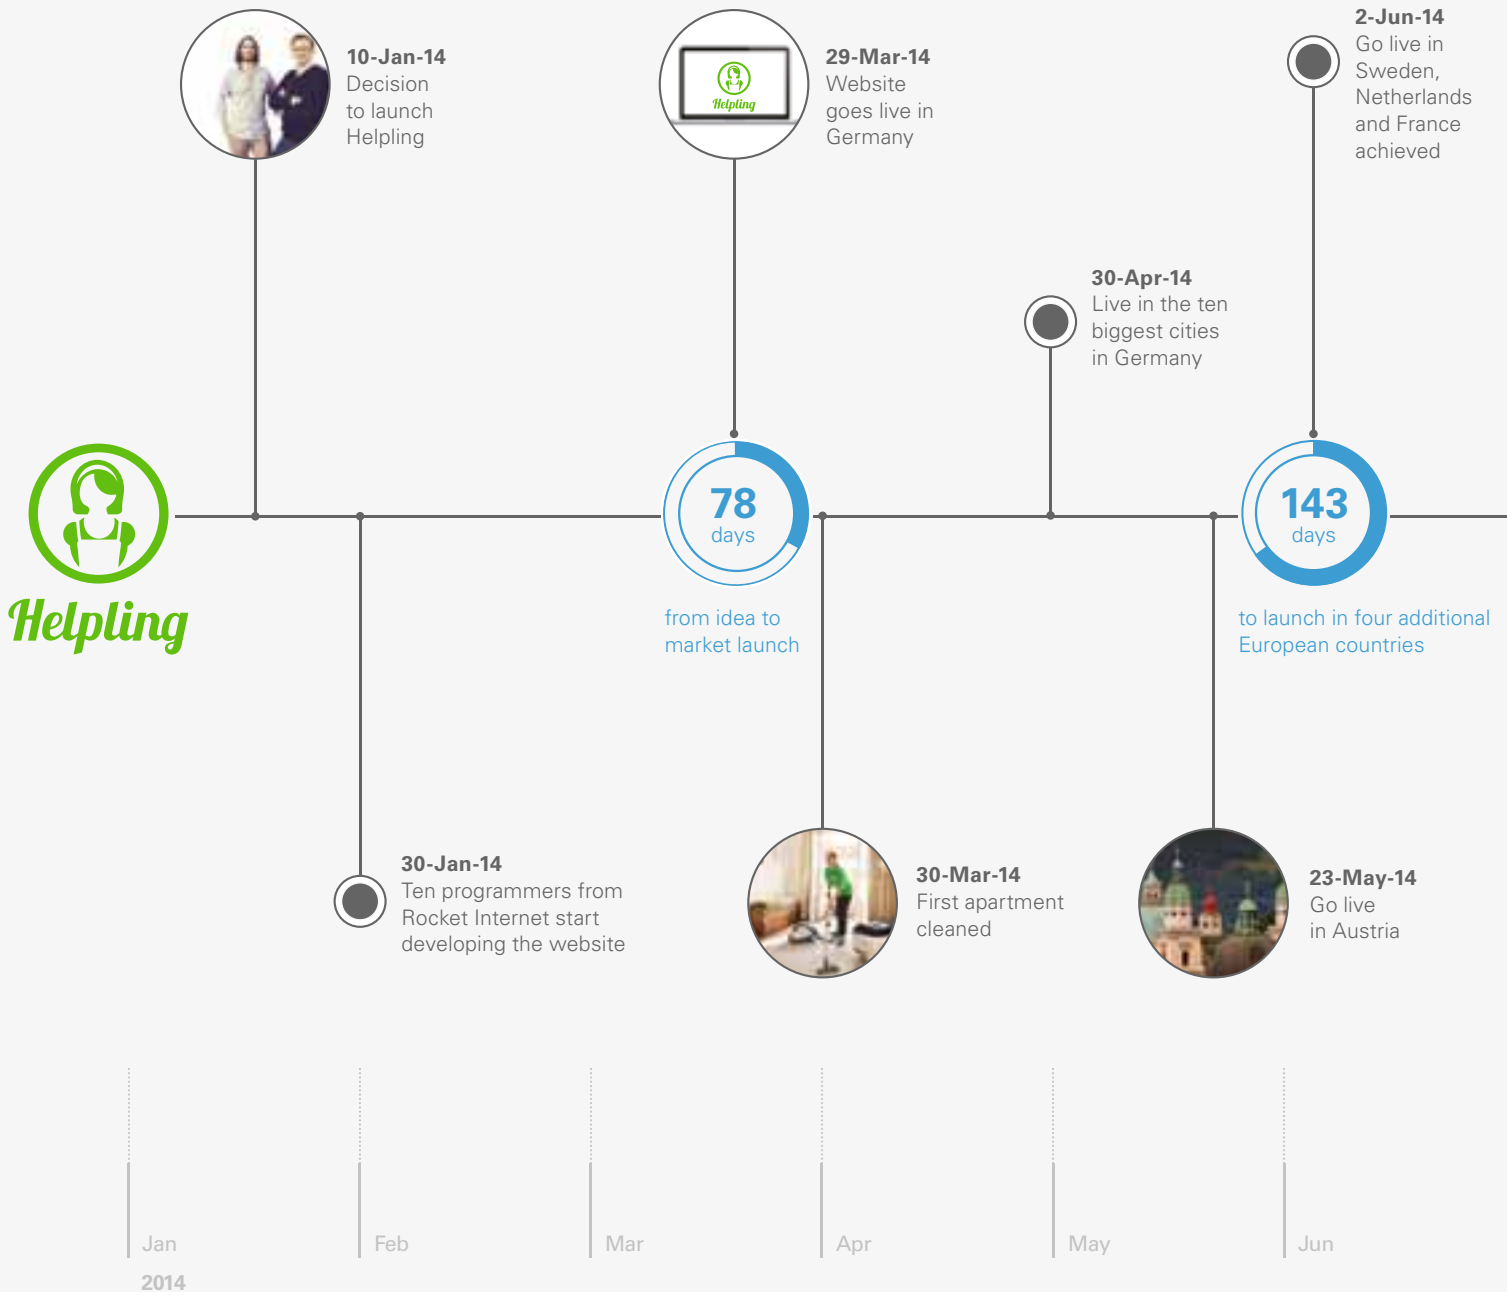 10-Jan-14
Decision
to launch
Helpling
29-Mar-14
Website
goes live in
Germany
Helpling
2-Jun-14
Go live in
Sweden,
Netherlands
and France
achieved
30-Apr-14
Live in the ten
biggest cities
in Germany
Helpling
78
days
from idea to
market launch
143
days
to launch in four additional
European countries
30-Jan-14
Ten programmers from
Rocket Internet start
developing the website
30-Mar-14
First apartment
cleaned
23-May-14
Go live
in Austria
Jan
Feb
Mar
Apr
May
Jun
2014